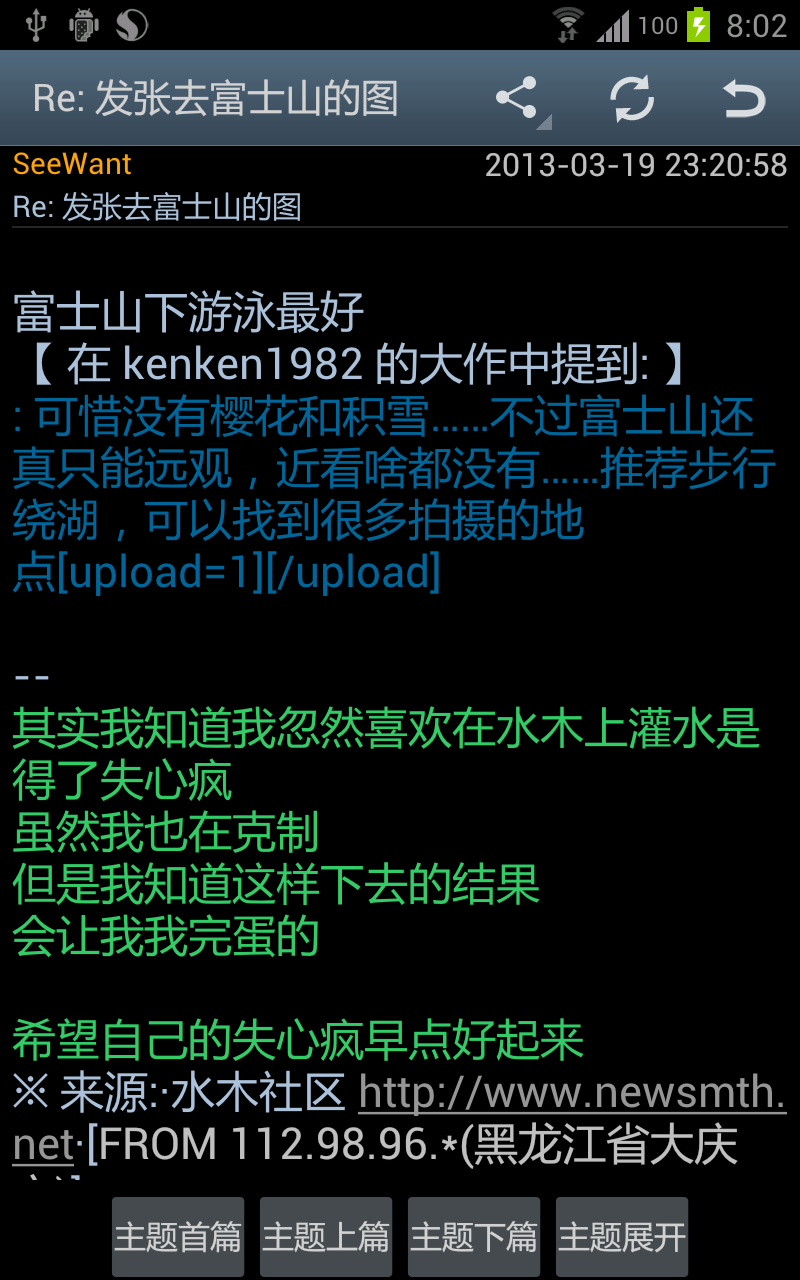 100 8:02
Re: 发张去富士山的图
SeeWant 2013-03-19 23:20:58
Re: 发张去富士山的图
富士山下游泳最好
【 在 kenken1982 的大作中提到: 】
: 可惜没有樱花和积雪……不过富士山还
真只能远观，近看啥都没有……推荐步行
绕湖，可以找到很多拍摄的地
点[upload=1][/upload]
--
其实我知道我忽然喜欢在水木上灌水是
得了失心疯
虽然我也在克制
但是我知道这样下去的结果
会让我我完蛋的
希望自己的失心疯早点好起来
※ 来源:·水木社区 http://www.newsmth.
net·[FROM 112.98.96.*(黑龙江省大庆
主题首篇 主题上篇 主题下篇 主题展开